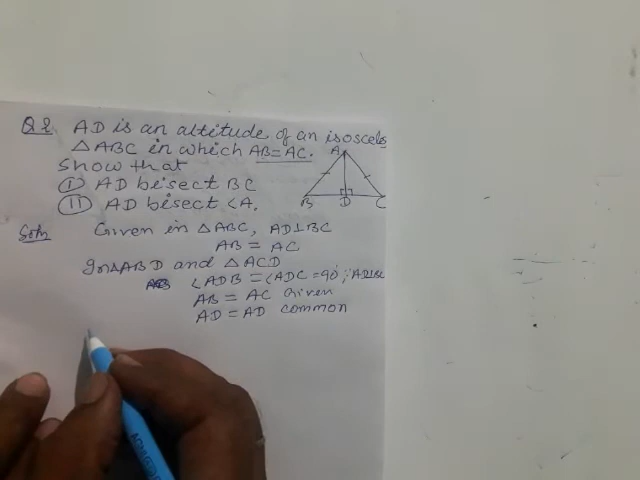 Q2 AD is an altitude of an isosceles
△ABC in which AB=AC.
Show that
(I) AD bisect BC
(II) AD bisect <A.
A
B D C
Soln Given in △ABC, AD⊥BC
AB = AC
In △ABD and △ACD
<ADB = <ADC = 90°, AD⊥BC
AB = AC Given
AD = AD common